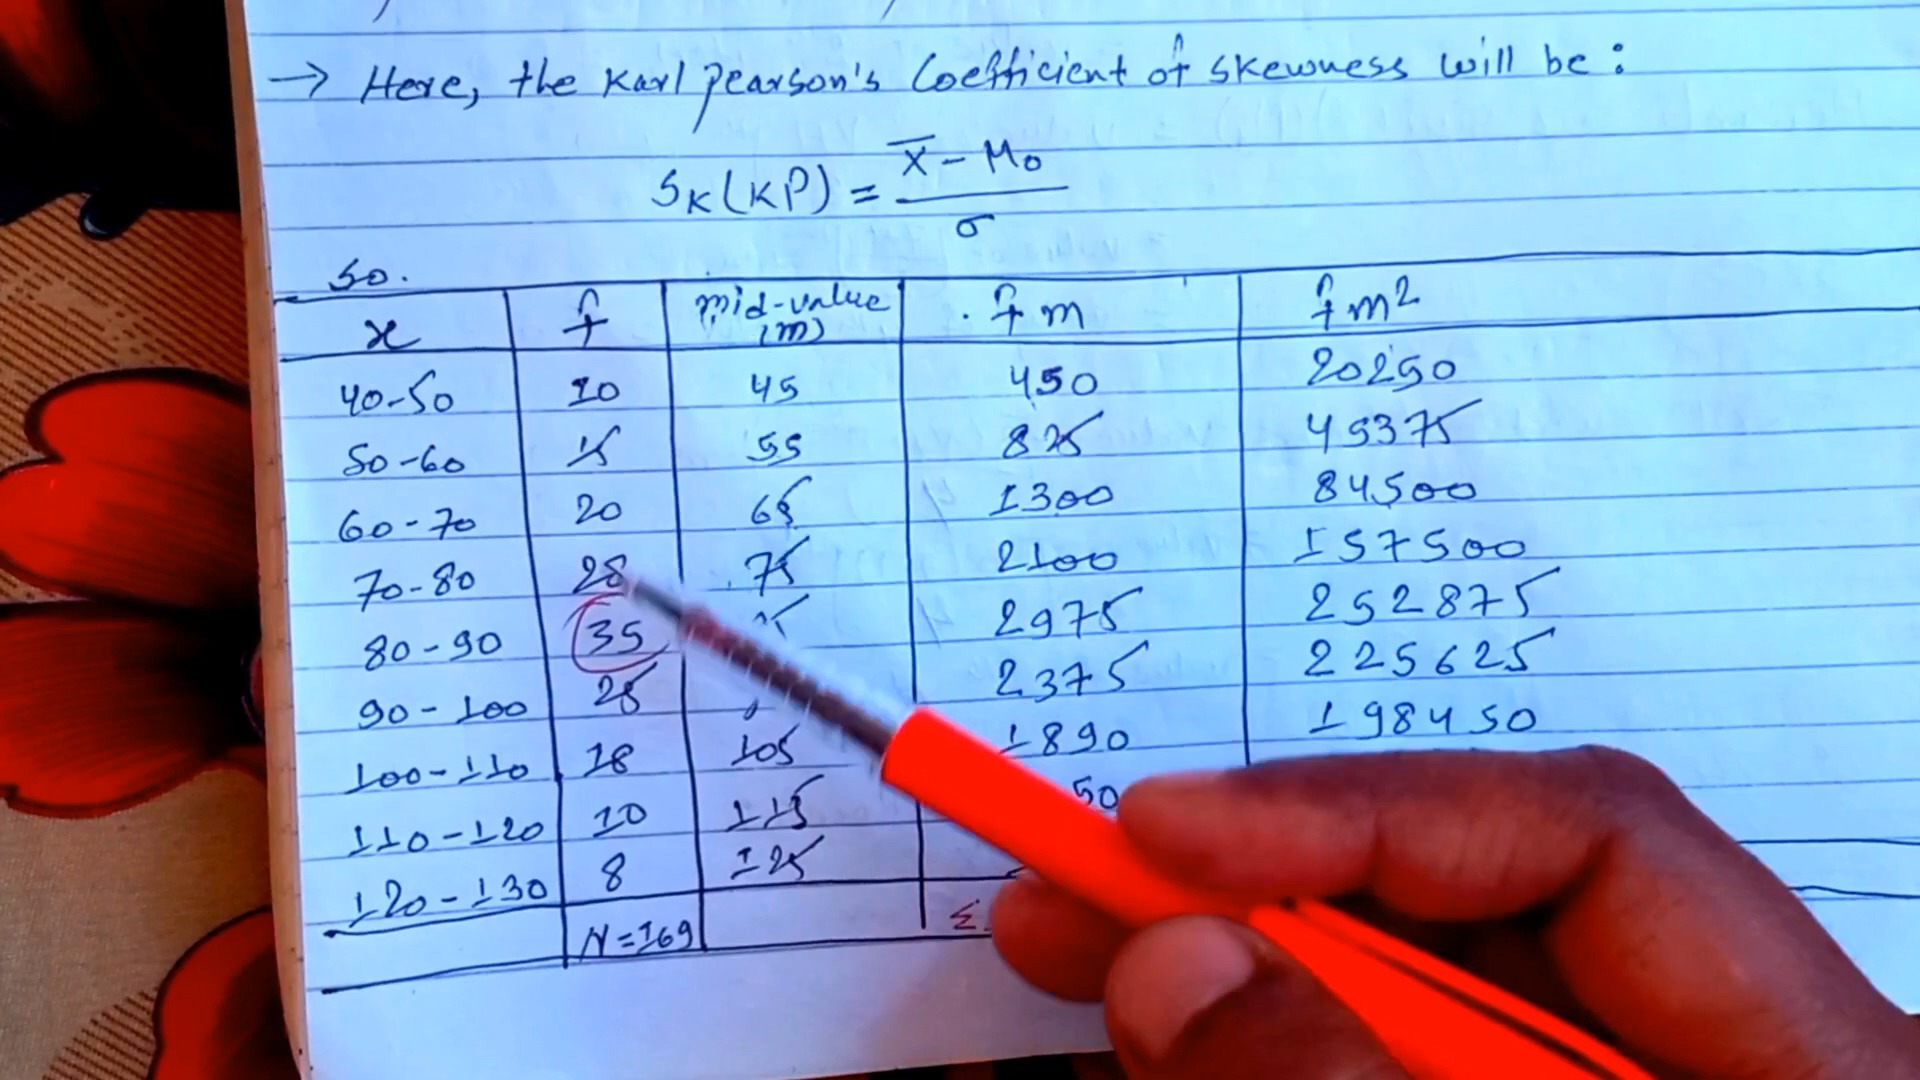 → Here, the Karl Pearson's Coefficient of Skewness will be :
SK(KP) = X̄ - Mo / σ
So.
x f mid-value (m) fm fm²
40-50 10 45 450 20250
50-60 15 55 825 45375
60-70 20 65 1300 84500
70-80 28 75 2100 157500
80-90 35 2975 252875
90-100 25 2375 225625
100-110 18 105 1890 198450
110-120 10 115 50
120-130 8 125
N=169 Σ